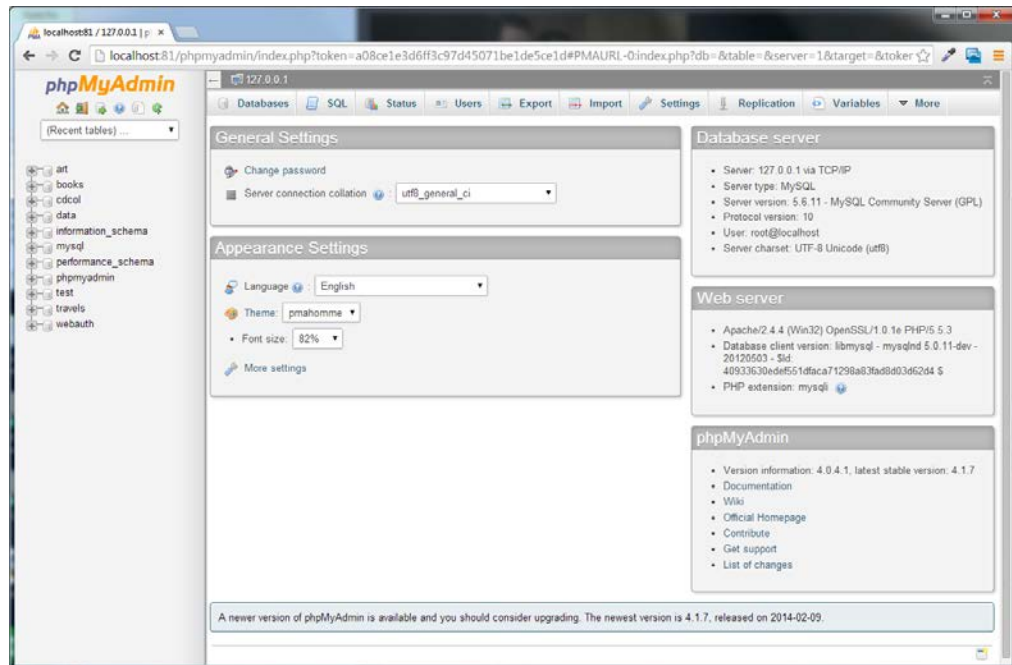 localhost:81 / 127.0.0.1 | p
localhost:81/phpmyadmin/index.php?token=a08ce1e3d6ff3c97d45071be1de5ce1d#PMAURL-0:index.php?db=&table=&server=1&target=&token
phpMyAdmin
(Recent tables) ...
art
books
cdcol
data
information_schema
mysql
performance_schema
phpmyadmin
test
travels
webauth
127.0.0.1
Databases SQL Status Users Export Import Settings Replication Variables More
General Settings
Change password
Server connection collation : utf8_general_ci
Appearance Settings
Language : English
Theme: pmahomme
• Font size: 82%
More settings
Database server
• Server: 127.0.0.1 via TCP/IP
• Server type: MySQL
• Server version: 5.6.11 - MySQL Community Server (GPL)
• Protocol version: 10
• User: root@localhost
• Server charset: UTF-8 Unicode (utf8)
Web server
• Apache/2.4.4 (Win32) OpenSSL/1.0.1e PHP/5.5.3
• Database client version: libmysql - mysqlnd 5.0.11-dev -
20120503 - $Id:
40933630edef551dfaca71298a83fad8d03d62d4 $
• PHP extension: mysqli
phpMyAdmin
• Version information: 4.0.4.1, latest stable version: 4.1.7
• Documentation
• Wiki
• Official Homepage
• Contribute
• Get support
• List of changes
A newer version of phpMyAdmin is available and you should consider upgrading. The newest version is 4.1.7, released on 2014-02-09.